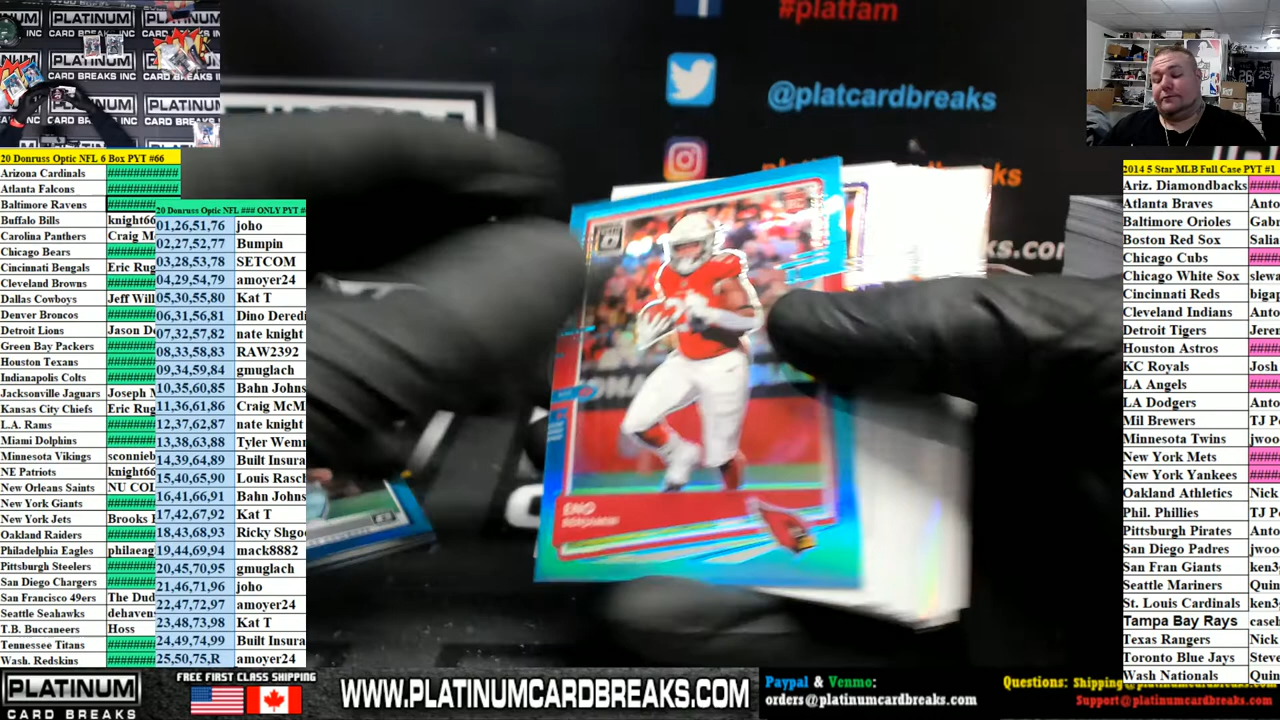 PLATINUM
CARD BREAKS INC
#platfam
@platcardbreaks
20 Donruss Optic NFL 6 Box PYT #66
Arizona Cardinals ###########
Atlanta Falcons ###########
Baltimore Ravens ########
Buffalo Bills knight66
Carolina Panthers Craig M
Chicago Bears ########
Cincinnati Bengals Eric Rug
Cleveland Browns ########
Dallas Cowboys Jeff Will
Denver Broncos ########
Detroit Lions Jason D
Green Bay Packers ########
Houston Texans ########
Indianapolis Colts ########
Jacksonville Jaguars Joseph M
Kansas City Chiefs Eric Rug
L.A. Rams ########
Miami Dolphins ########
Minnesota Vikings sconnieb
NE Patriots knight66
New Orleans Saints NU COL
New York Giants ########
New York Jets Brooks
Oakland Raiders ########
Philadelphia Eagles philaeag
Pittsburgh Steelers ########
San Diego Chargers ########
San Francisco 49ers The Dud
Seattle Seahawks dehaven
T.B. Buccaneers Hoss
Tennessee Titans ########
Wash. Redskins ########
20 Donruss Optic NFL ### ONLY PYT #
01,26,51,76 joho
02,27,52,77 Bumpin
03,28,53,78 SETCOM
04,29,54,79 amoyer24
05,30,55,80 Kat T
06,31,56,81 Dino Deredi
07,32,57,82 nate knight
08,33,58,83 RAW2392
09,34,59,84 gmuglach
10,35,60,85 Bahn Johns
11,36,61,86 Craig McM
12,37,62,87 nate knight
13,38,63,88 Tyler Wemm
14,39,64,89 Built Insura
15,40,65,90 Louis Rasch
16,41,66,91 Bahn Johns
17,42,67,92 Kat T
18,43,68,93 Ricky Shgo
19,44,69,94 mack8882
20,45,70,95 gmuglach
21,46,71,96 joho
22,47,72,97 amoyer24
23,48,73,98 Kat T
24,49,74,99 Built Insura
25,50,75,R amoyer24
ENO
2014 5 Star MLB Full Case PYT #1
Ariz. Diamondbacks ####
Atlanta Braves Anto
Baltimore Orioles Gabr
Boston Red Sox Salia
Chicago Cubs ####
Chicago White Sox slewa
Cincinnati Reds bigap
Cleveland Indians Anto
Detroit Tigers Jerem
Houston Astros ####
KC Royals Josh
LA Angels ####
LA Dodgers Anto
Mil Brewers TJ P
Minnesota Twins jwoo
New York Mets ####
New York Yankees ####
Oakland Athletics Nick
Phil. Phillies TJ P
Pittsburgh Pirates Anto
San Diego Padres jwoo
San Fran Giants ken3
Seattle Mariners Quin
St. Louis Cardinals ken3
Tampa Bay Rays caseh
Texas Rangers Nick
Toronto Blue Jays Steve
Wash Nationals Quin
PLATINUM
CARD BREAKS
FREE FIRST CLASS SHIPPING
WWW.PLATINUMCARDBREAKS.COM
Paypal & Venmo:
orders@platinumcardbreaks.com
Questions: Shipping@platinumcardbreaks.com
Support@platinumcardbreaks.com